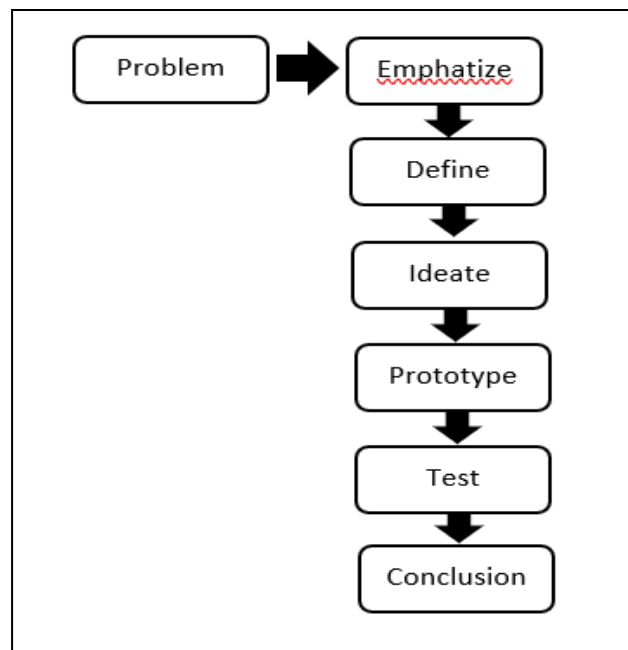 Problem
Emphatize
Define
Ideate
Prototype
Test
Conclusion